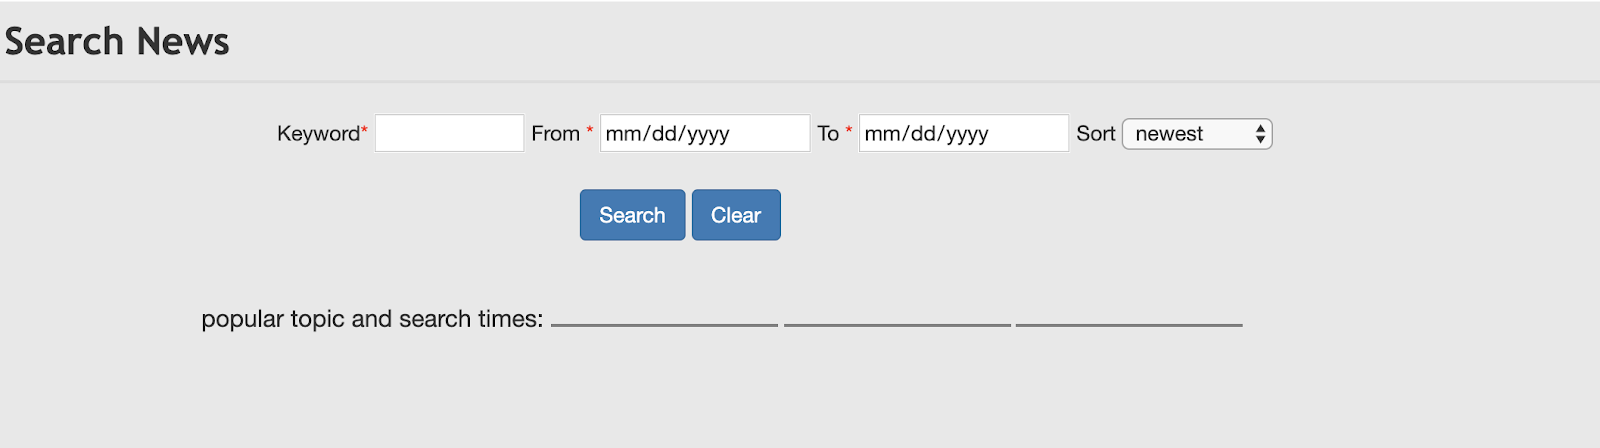 Search News
Keyword* From * mm/dd/yyyy To * mm/dd/yyyy Sort newest
Search Clear
popular topic and search times: